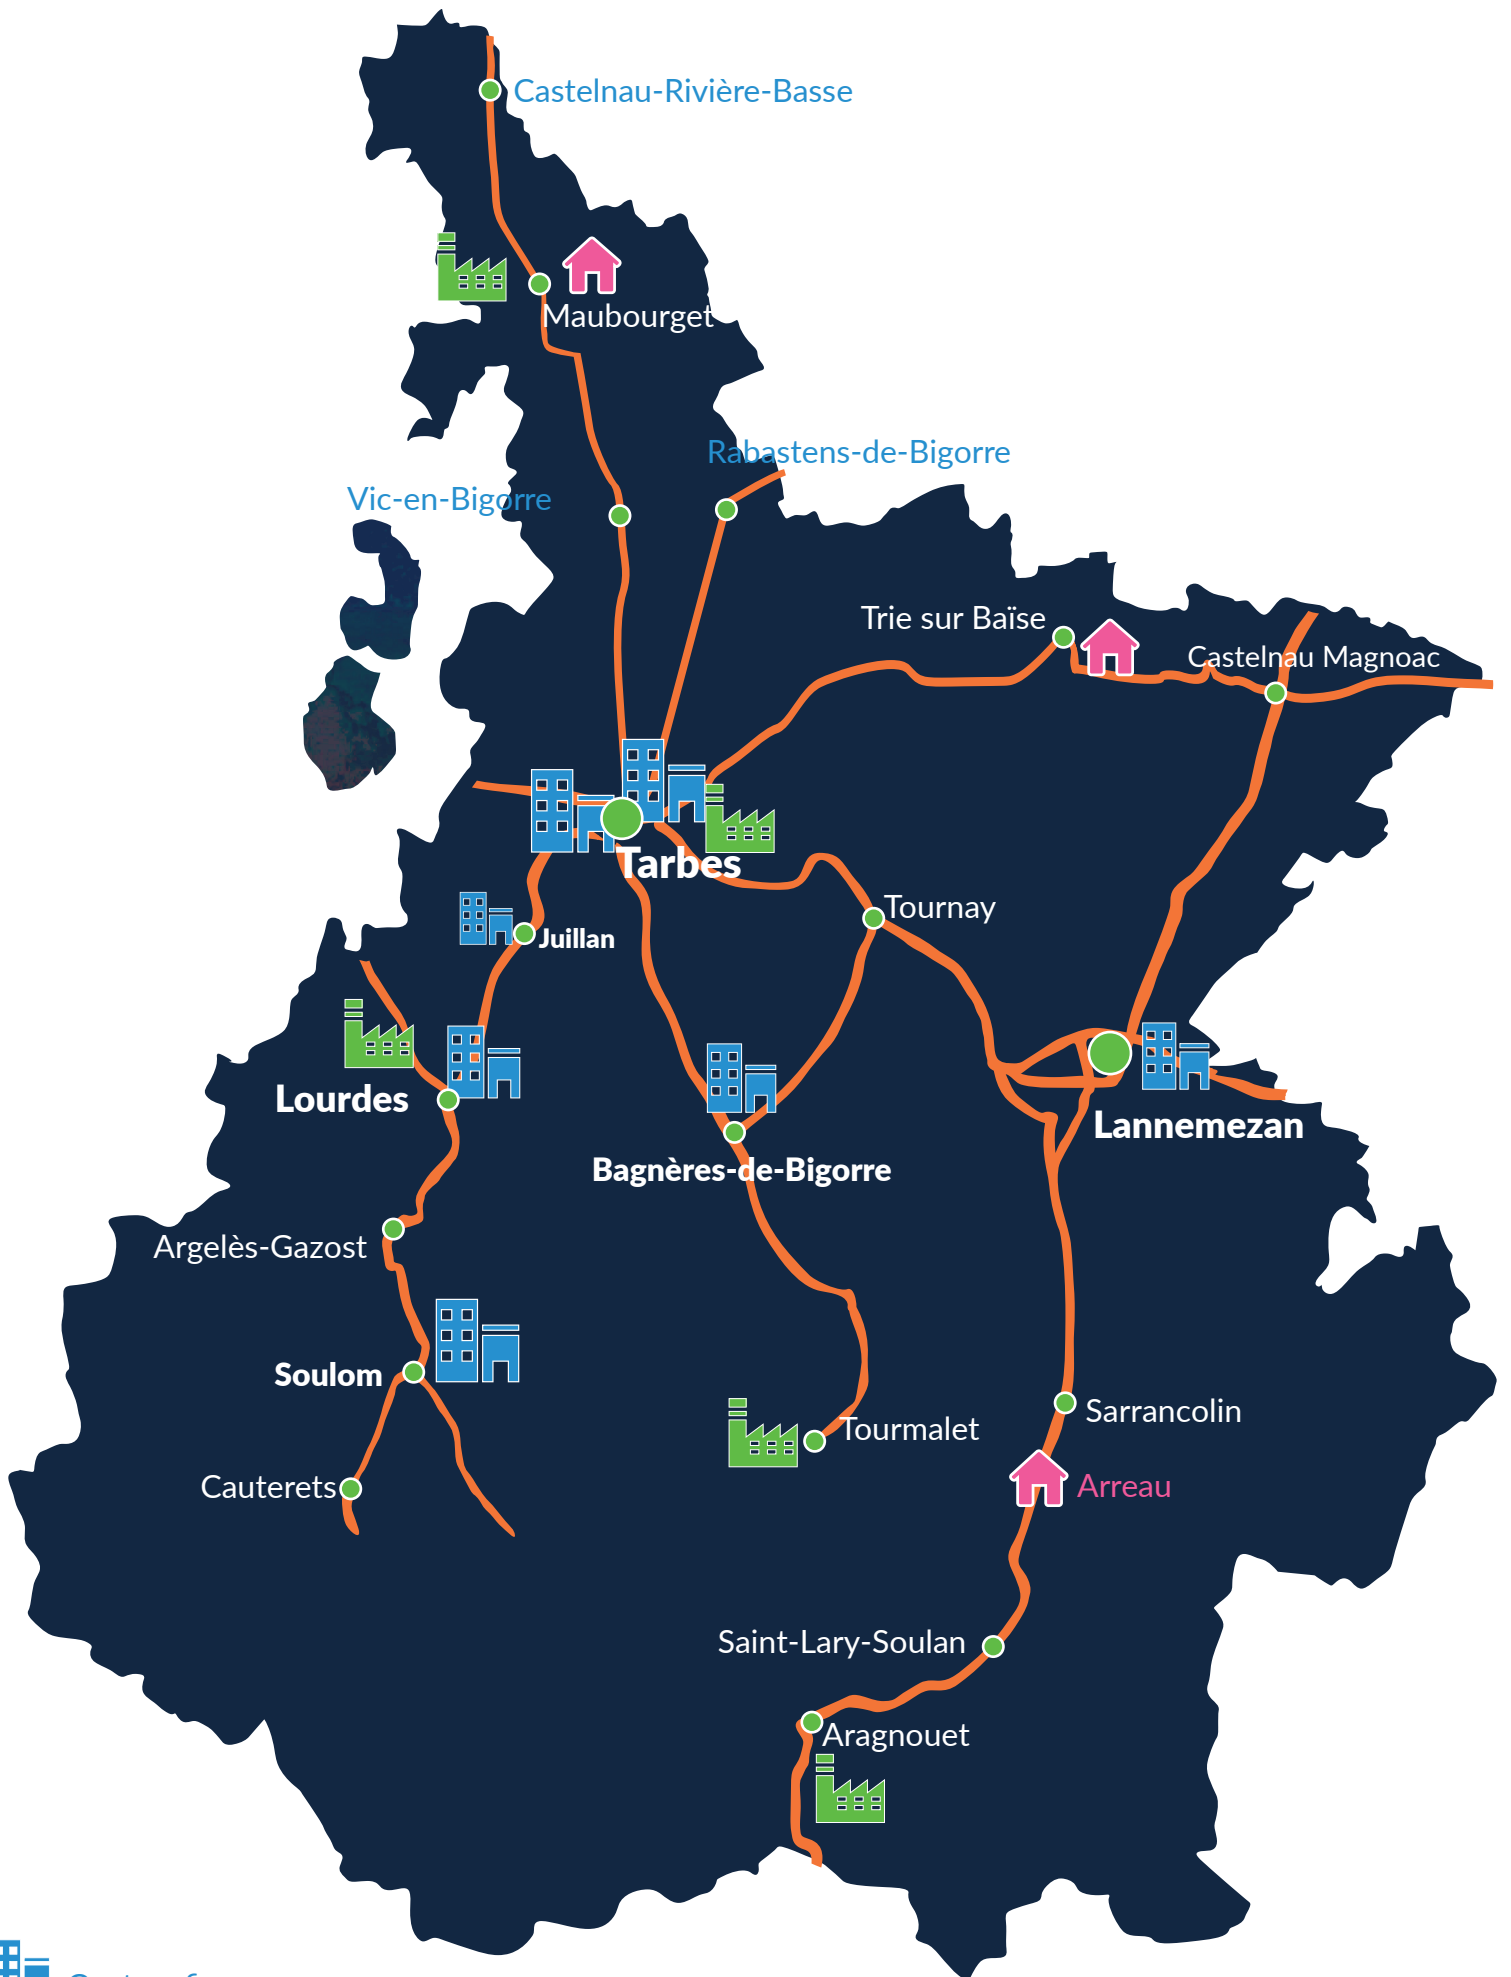 Castelnau-Rivière-Basse
Maubourget
Rabastens-de-Bigorre
Vic-en-Bigorre
Trie sur Baïse
Castelnau Magnoac
Tarbes
Tournay
Juillan
Lourdes
Lannemezan
Bagnères-de-Bigorre
Argelès-Gazost
Soulom
Sarrancolin
Tourmalet
Cauterets
Arreau
Saint-Lary-Soulan
Aragnouet